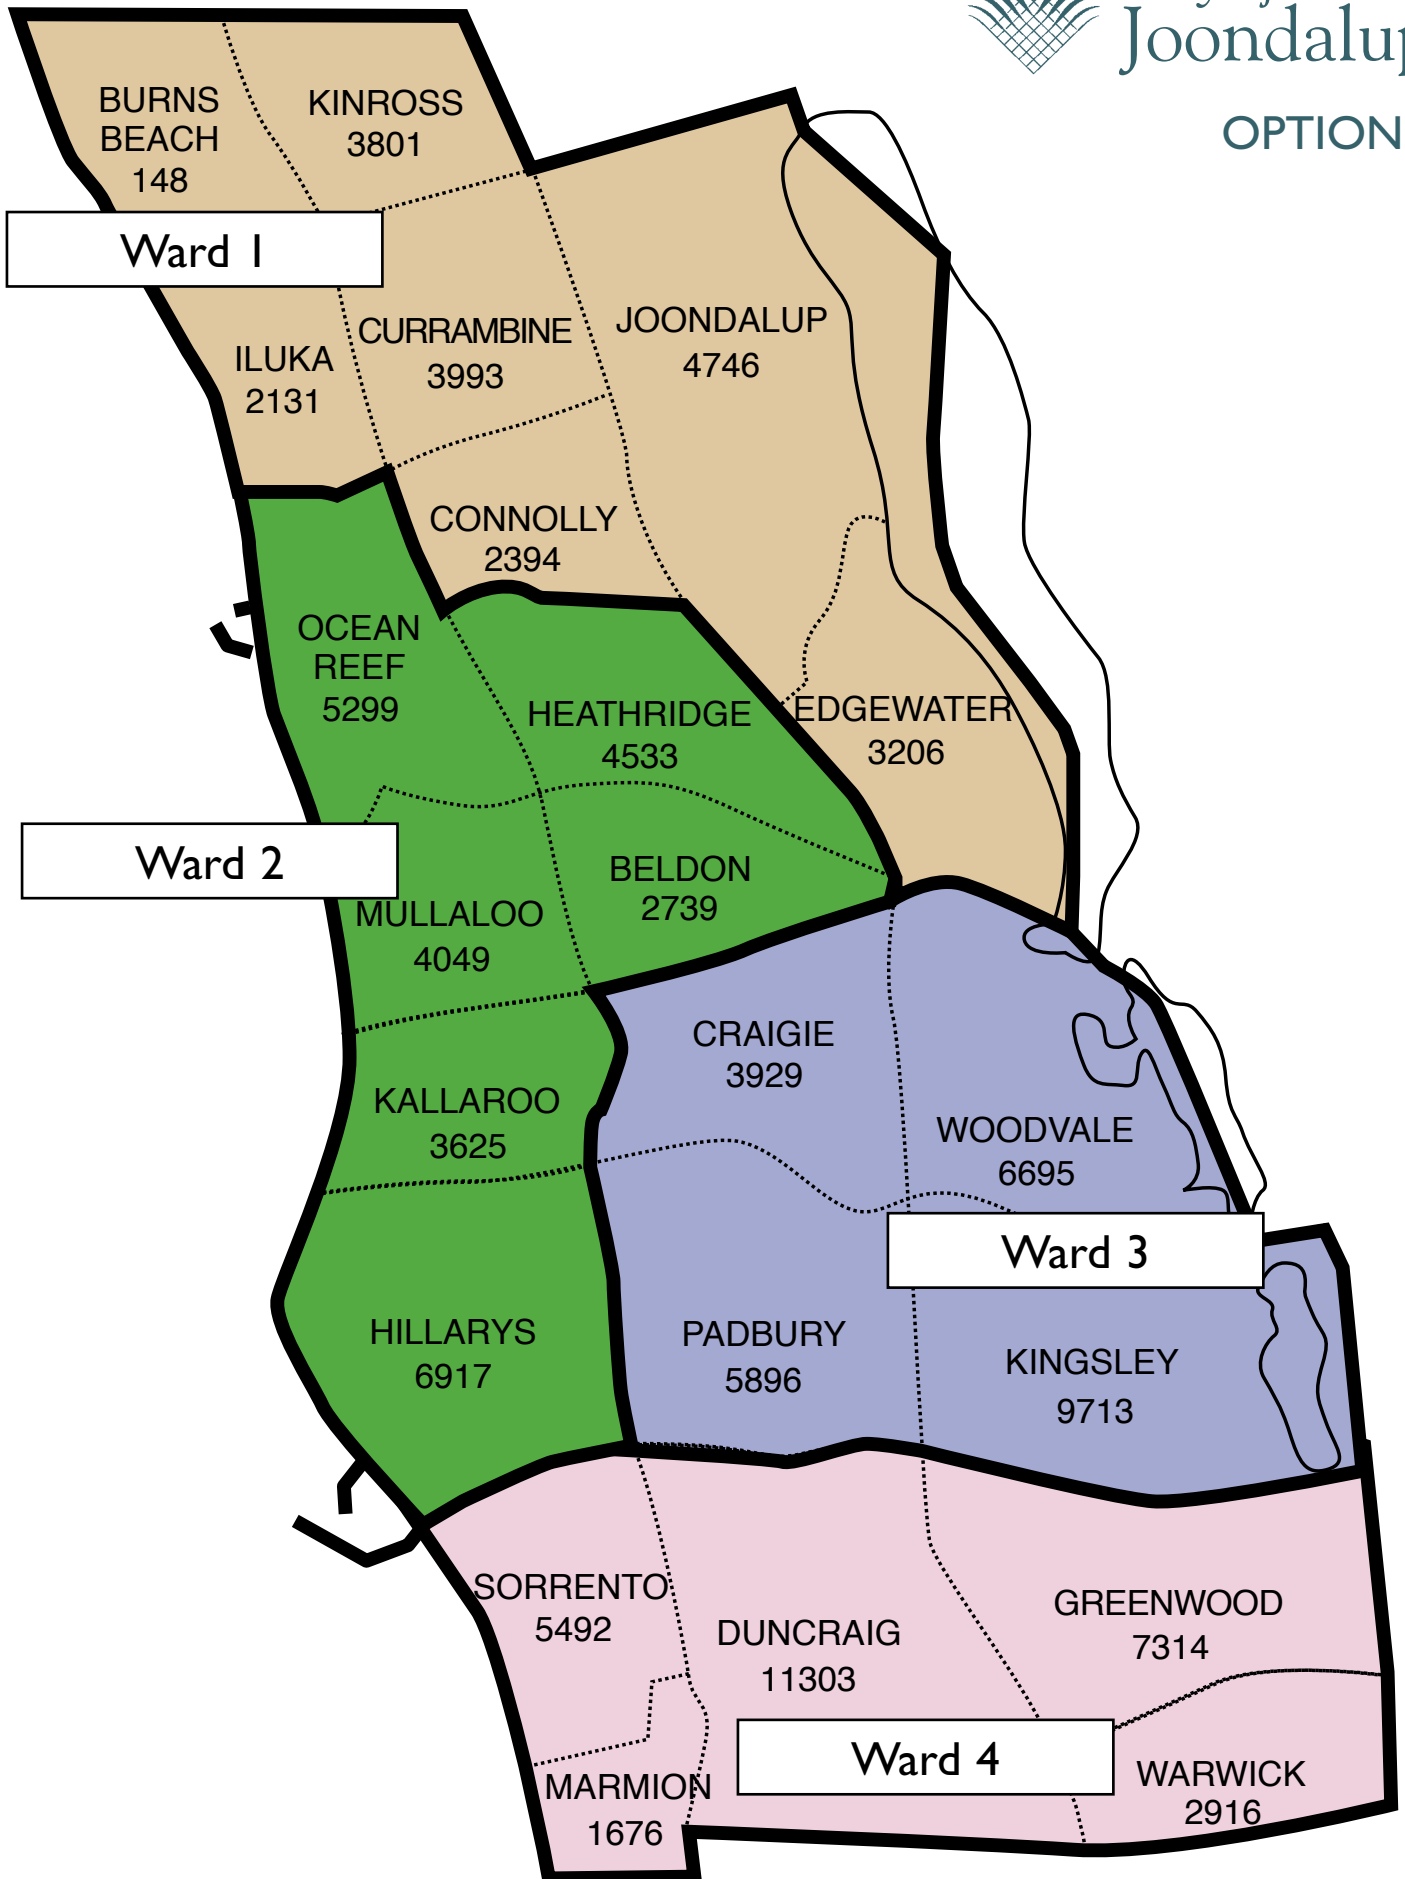 Joondalup
OPTION
BURNS
BEACH
148
KINROSS
3801
Ward 1
ILUKA
2131
CURRAMBINE
3993
JOONDALUP
4746
CONNOLLY
2394
OCEAN
REEF
5299
HEATHRIDGE
4533
EDGEWATER
3206
Ward 2
BELDON
2739
MULLALOO
4049
CRAIGIE
3929
KALLAROO
3625
WOODVALE
6695
Ward 3
HILLARYS
6917
PADBURY
5896
KINGSLEY
9713
SORRENTO
5492
DUNCRAIG
11303
GREENWOOD
7314
Ward 4
MARMION
1676
WARWICK
2916